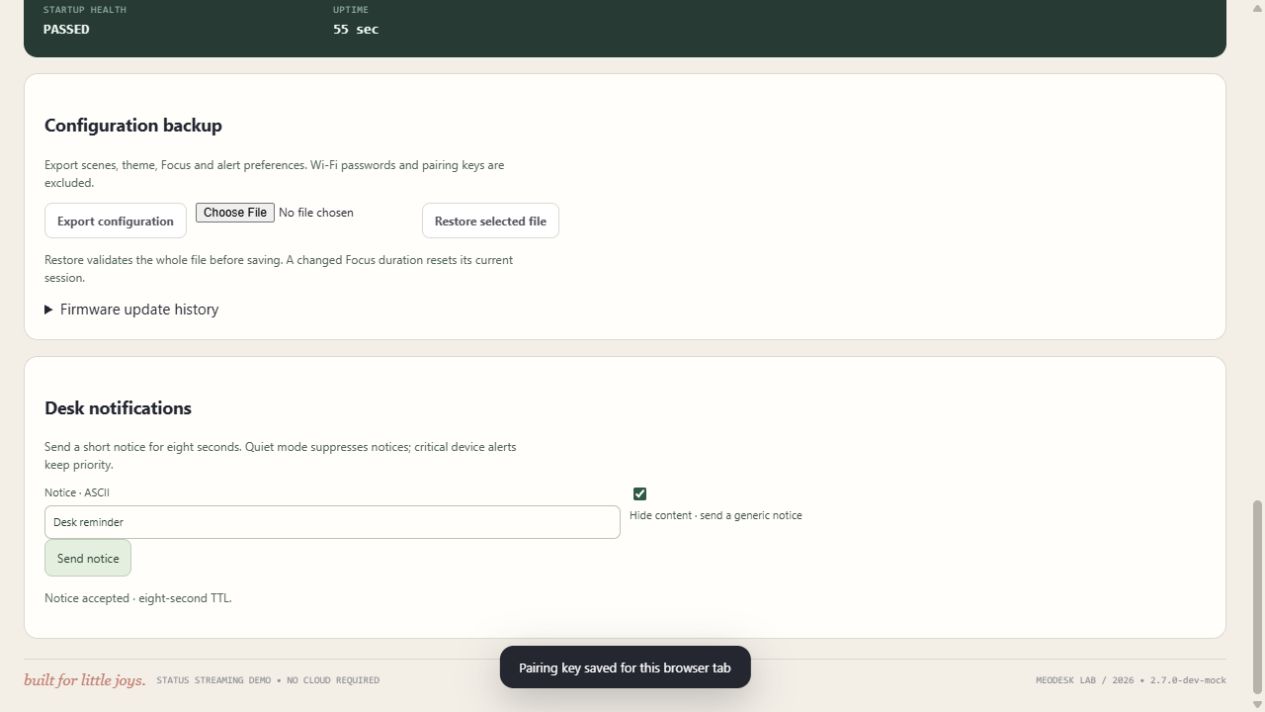 STARTUP HEALTH
UPTIME
PASSED
55 sec
Configuration backup
Export scenes, theme, Focus and alert preferences. Wi-Fi passwords and pairing keys are
excluded.
Export configuration
Choose File No file chosen
Restore selected file
Restore validates the whole file before saving. A changed Focus duration resets its current
session.
Firmware update history
Desk notifications
Send a short notice for eight seconds. Quiet mode suppresses notices; critical device alerts
keep priority.
Notice · ASCII
Desk reminder
Hide content · send a generic notice
Send notice
Notice accepted · eight-second TTL.
Pairing key saved for this browser tab
built for little joys.
STATUS STREAMING DEMO • NO CLOUD REQUIRED
MEODESK LAB / 2026 • 2.7.0-dev-mock